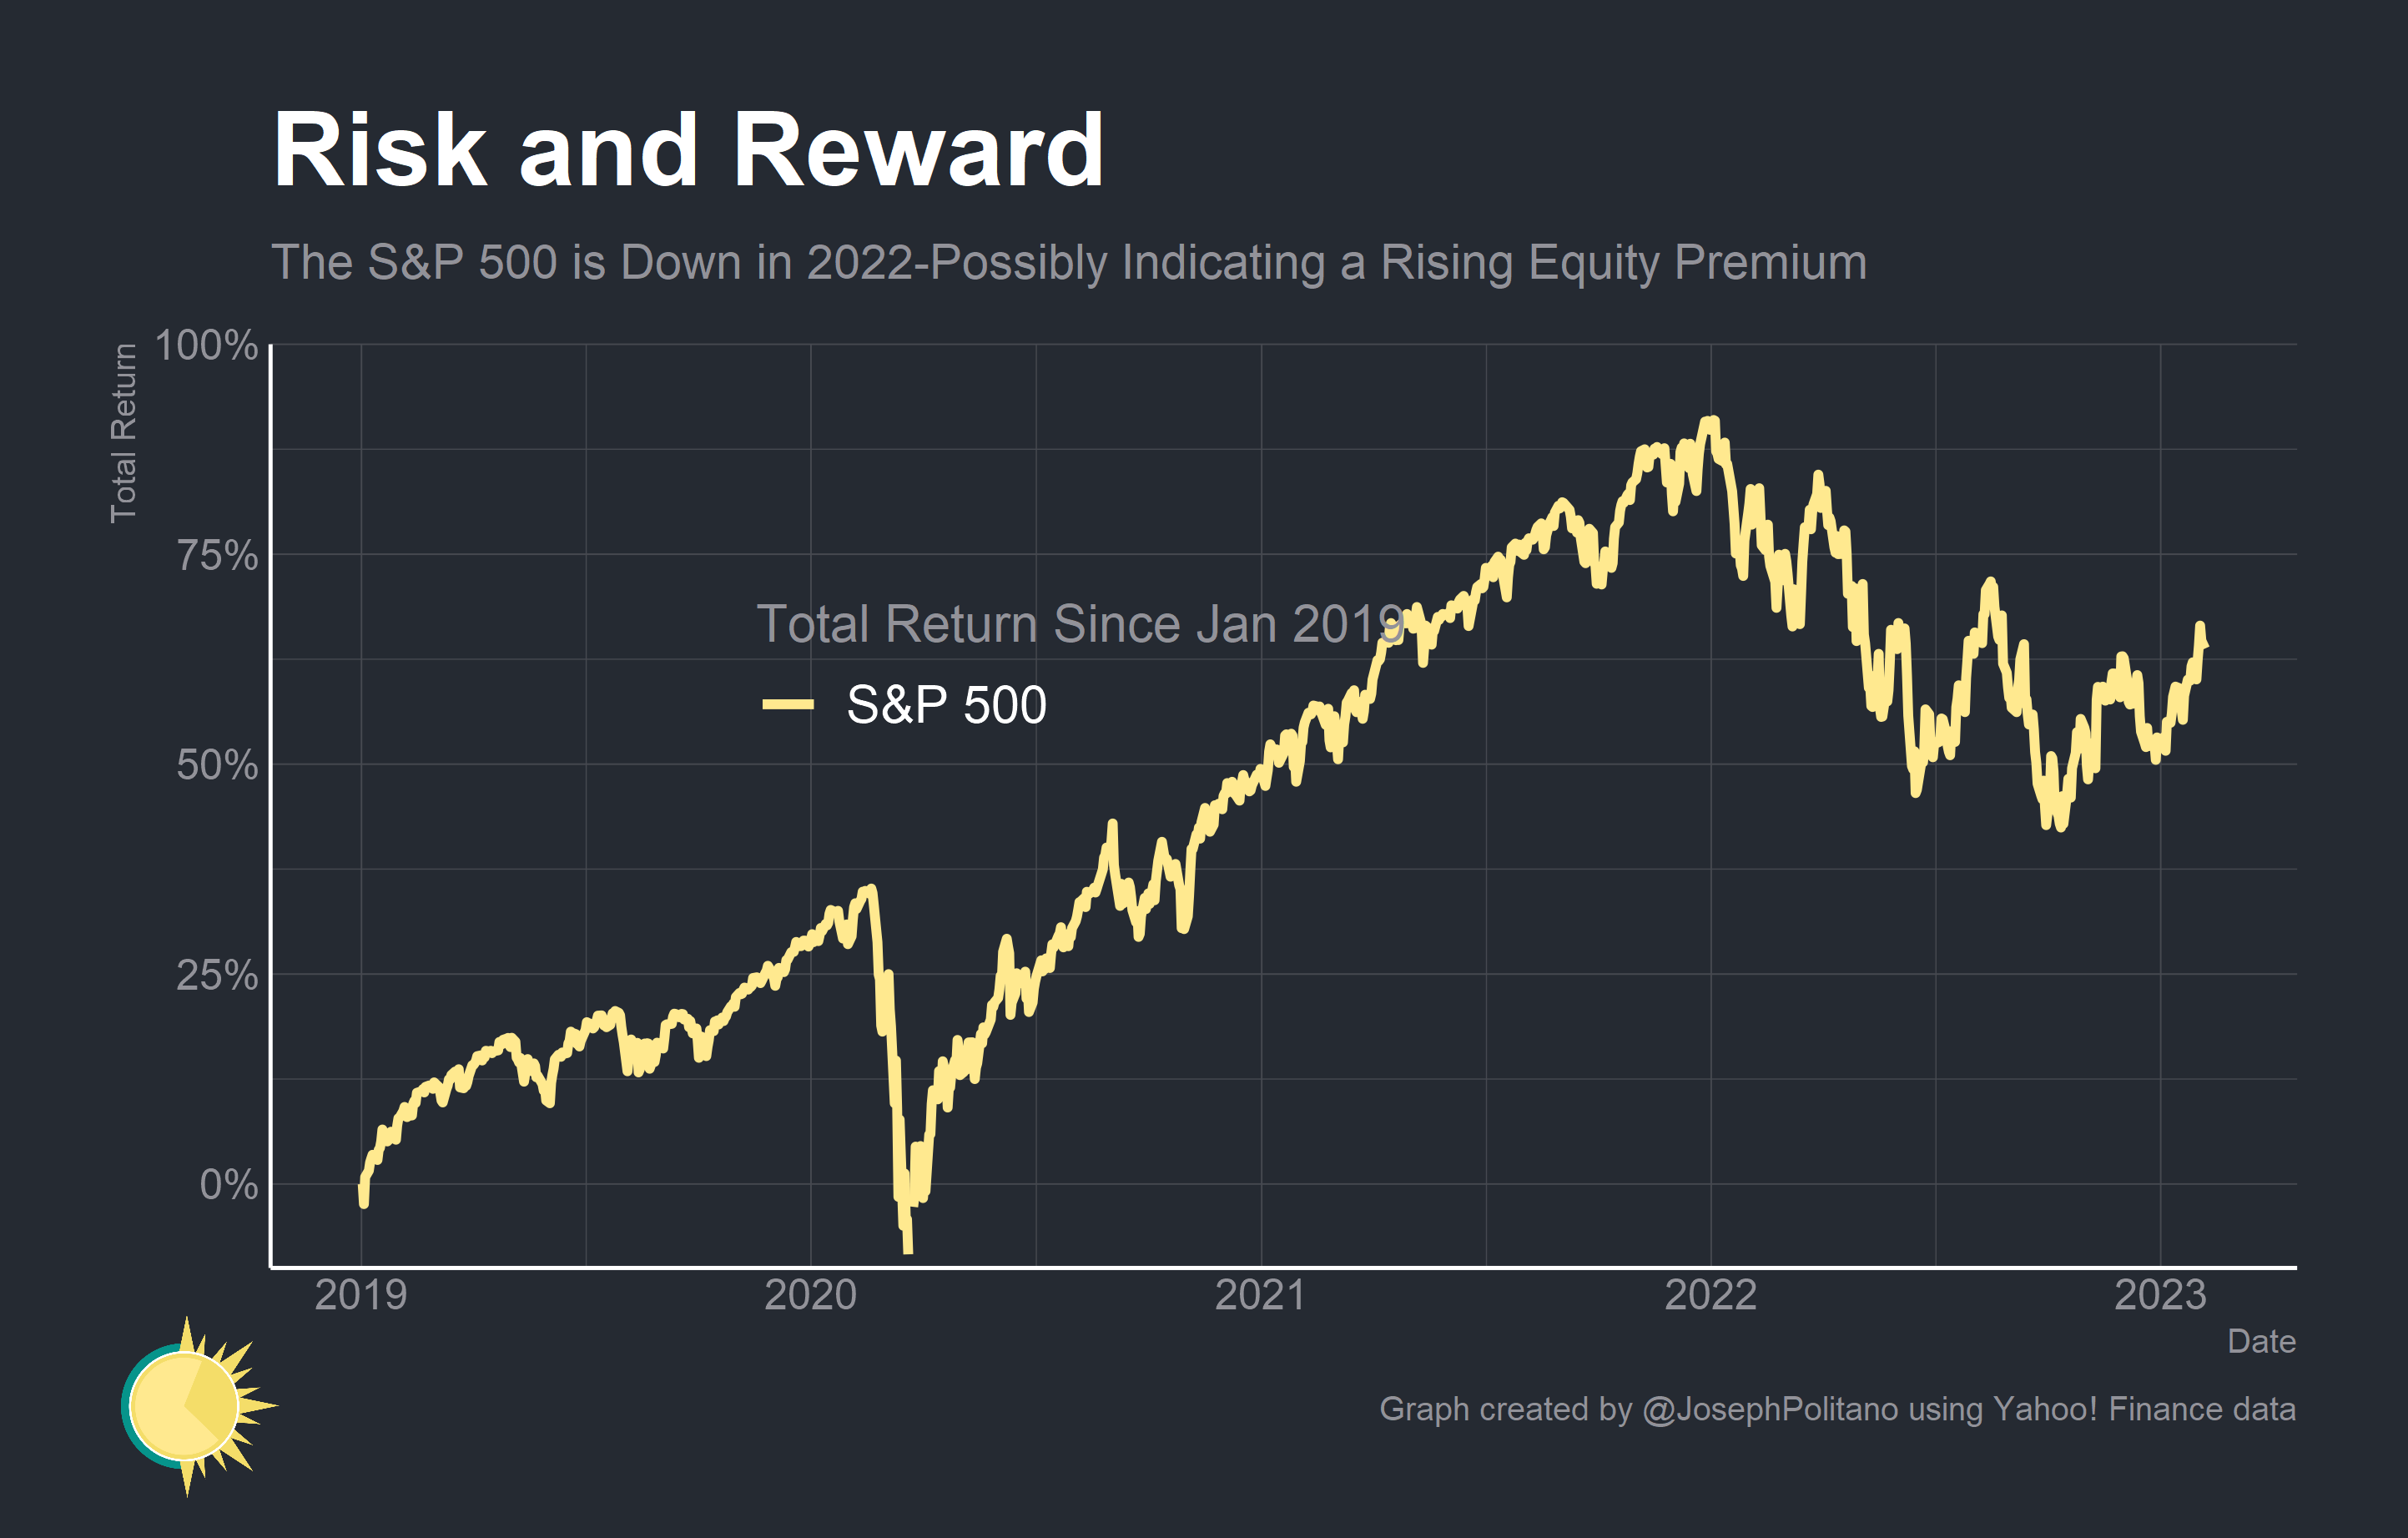 Risk and Reward
The S&P 500 is Down in 2022-Possibly Indicating a Rising Equity Premium
Total Return
100%
75%
50%
25%
0%
Total Return Since Jan 2019
S&P 500
2019
2020
2021
2022
2023
Date
Graph created by @JosephPolitano using Yahoo! Finance data